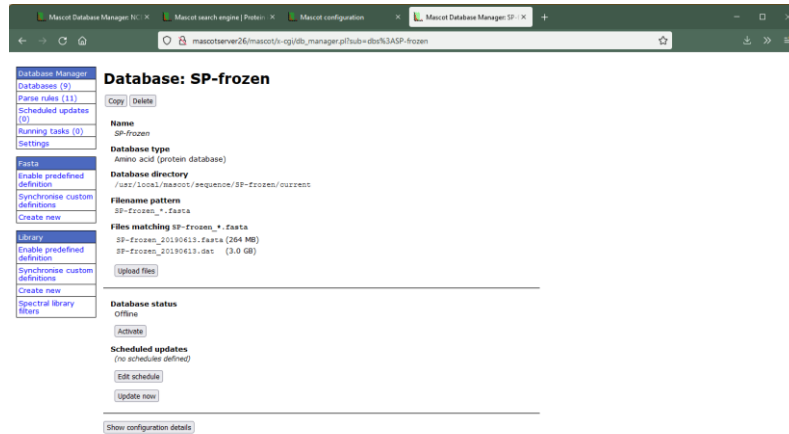 Mascot Database Manager: NC
Mascot search engine | Protein
Mascot configuration
Mascot Database Manager: SP-
mascotserver26/mascot/x-cgi/db_manager.pl?sub=dbs%3ASP-frozen
Database Manager
Databases (9)
Parse rules (11)
Scheduled updates
(0)
Running tasks (0)
Settings
Fasta
Enable predefined
definition
Synchronise custom
definitions
Create new
Library
Enable predefined
definition
Synchronise custom
definitions
Create new
Spectral library
filters
Database: SP-frozen
Copy Delete
Name
SP-frozen
Database type
Amino acid (protein database)
Database directory
/usr/local/mascot/sequence/SP-frozen/current
Filename pattern
SP-frozen_*.fasta
Files matching SP-frozen_*.fasta
SP-frozen_20190613.fasta (264 MB)
SP-frozen_20190613.dat (3.0 GB)
Upload files
Database status
Offline
Activate
Scheduled updates
(no schedules defined)
Edit schedule
Update now
Show configuration details